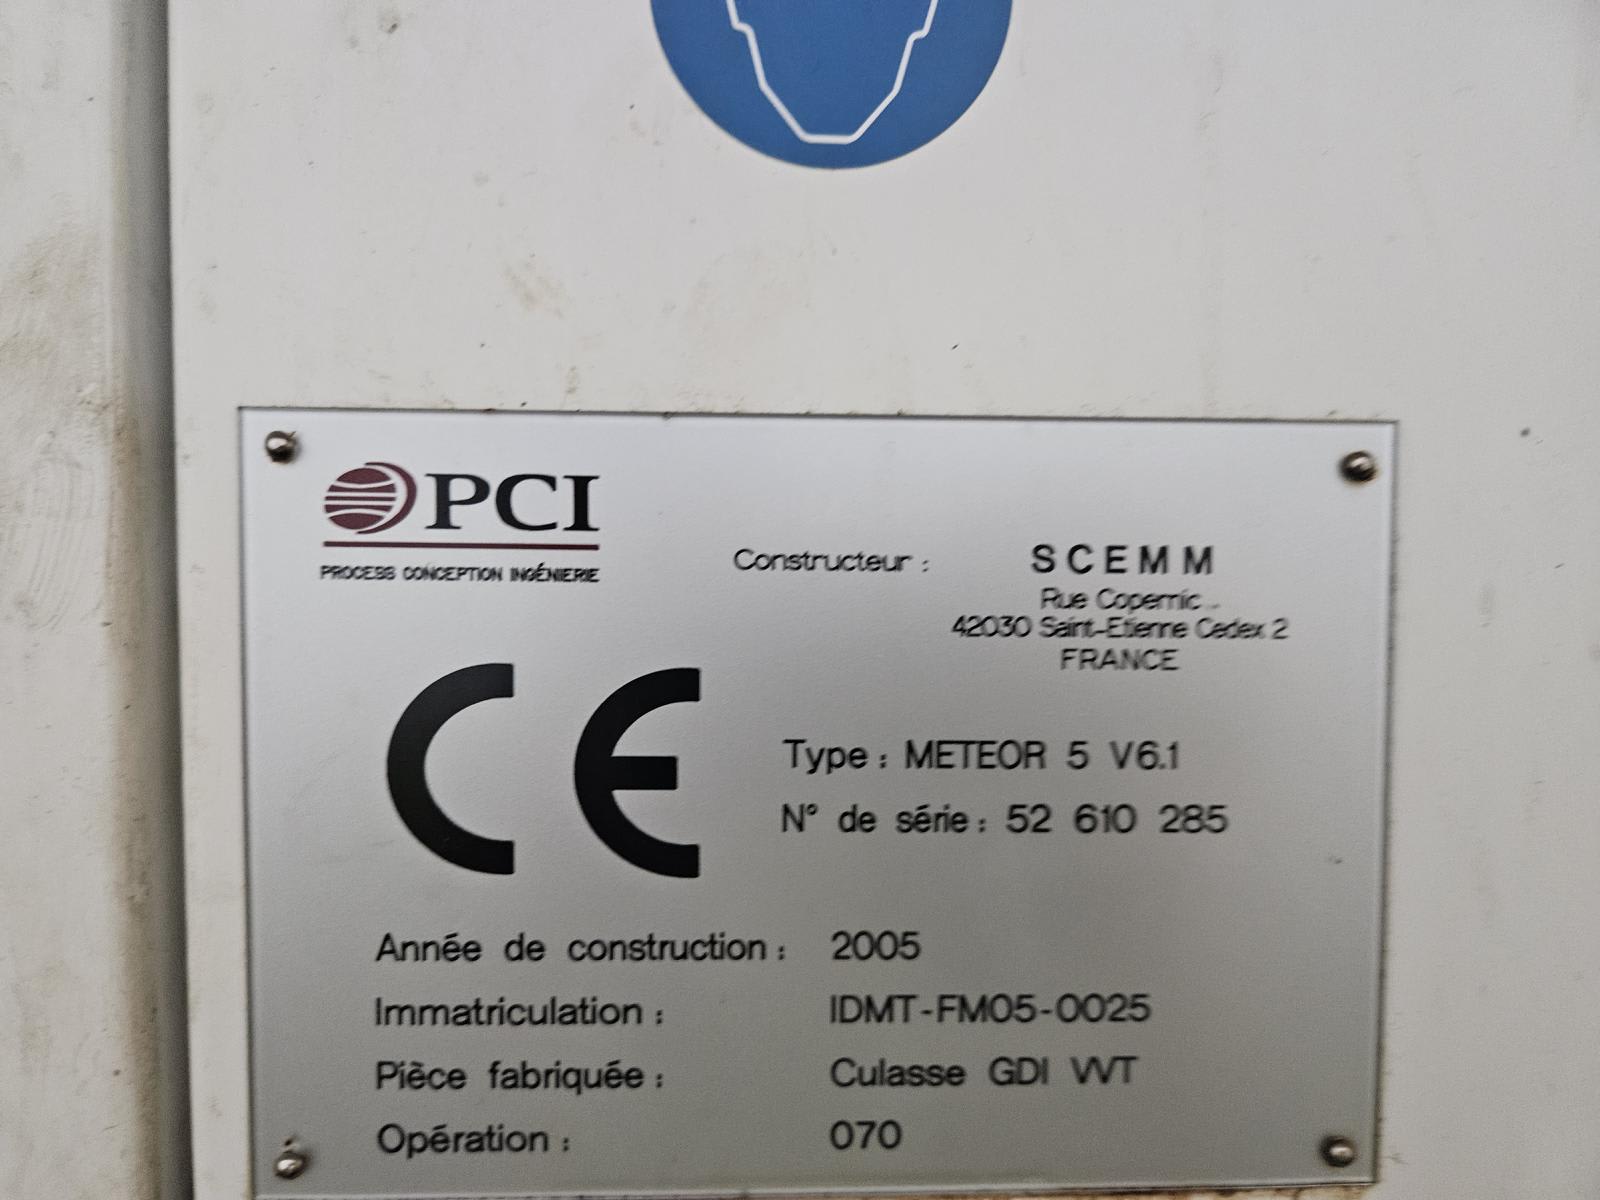 PCI
PROCESS CONCEPTION INGÉNIERIE
Constructeur : SCEMM
Rue Copernic
42030 Saint-Etienne Cedex 2
FRANCE
CE
Type : METEOR 5 V6.1
N° de série : 52 610 285
Année de construction : 2005
Immatriculation : IDMT-FM05-0025
Pièce fabriquée : Culasse GDI VVT
Opération : 070